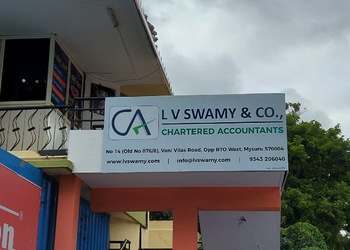 CA
L V SWAMY & CO.,
CHARTERED ACCOUNTANTS
No 14 (Old No 876/B), Vani Vilas Road, Opp RTO West, Mysuru 570004
www.lvswamy.com | info@lvswamy.com | 9343 206040